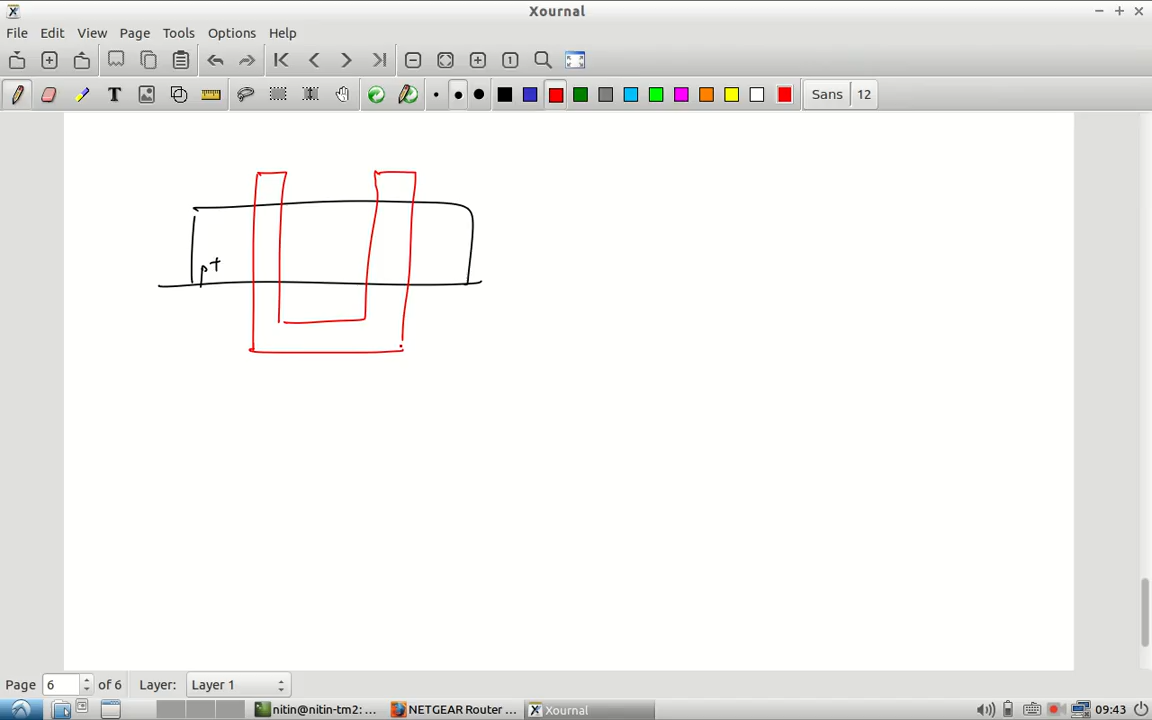 Xournal
File Edit View Page Tools Options Help
Sans 12
p+
Page 6 of 6 Layer: Layer 1
nitin@nitin-tm2: ... NETGEAR Router ... Xournal 09:43